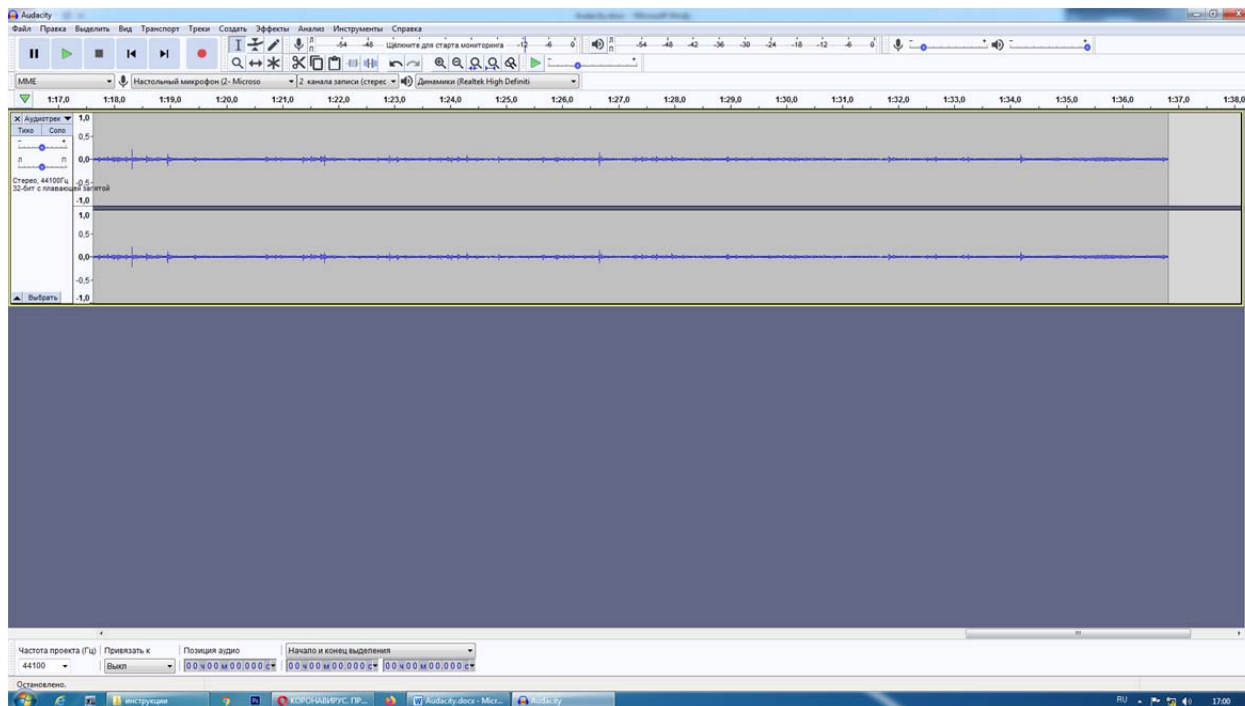 Audacity
Файл Правка Выделить Вид Транспорт Треки Создать Эффекты Анализ Инструменты Справка
Л П -54 -48 Щёлкните для старта мониторинга -12 -6 0 Л П -54 -48 -42 -36 -30 -24 -18 -12 -6 0
MME Настольный микрофон (2- Microso 2 канала записи (стерео Динамики (Realtek High Definiti
1:17,0 1:18,0 1:19,0 1:20,0 1:21,0 1:22,0 1:23,0 1:24,0 1:25,0 1:26,0 1:27,0 1:28,0 1:29,0 1:30,0 1:31,0 1:32,0 1:33,0 1:34,0 1:35,0 1:36,0 1:37,0 1:38,0
Аудиотрек 1,0
Тихо Соло
0,5
Л П 0,0
Стерео, 44100Гц -0,5
32-бит с плавающей запятой
-1,0
1,0
0,5
0,0
-0,5
Выбрать -1,0
Частота проекта (Гц) Привязать к Позиция аудио Начало и конец выделения
44100 Выкл 00 ч 00 м 00,000 с 00 ч 00 м 00,000 с 00 ч 00 м 00,000 с
Остановлено.
инструкции Ps КОРОНАВИРУС. ПР... Audacity.docx - Micr... Audacity RU 17:00